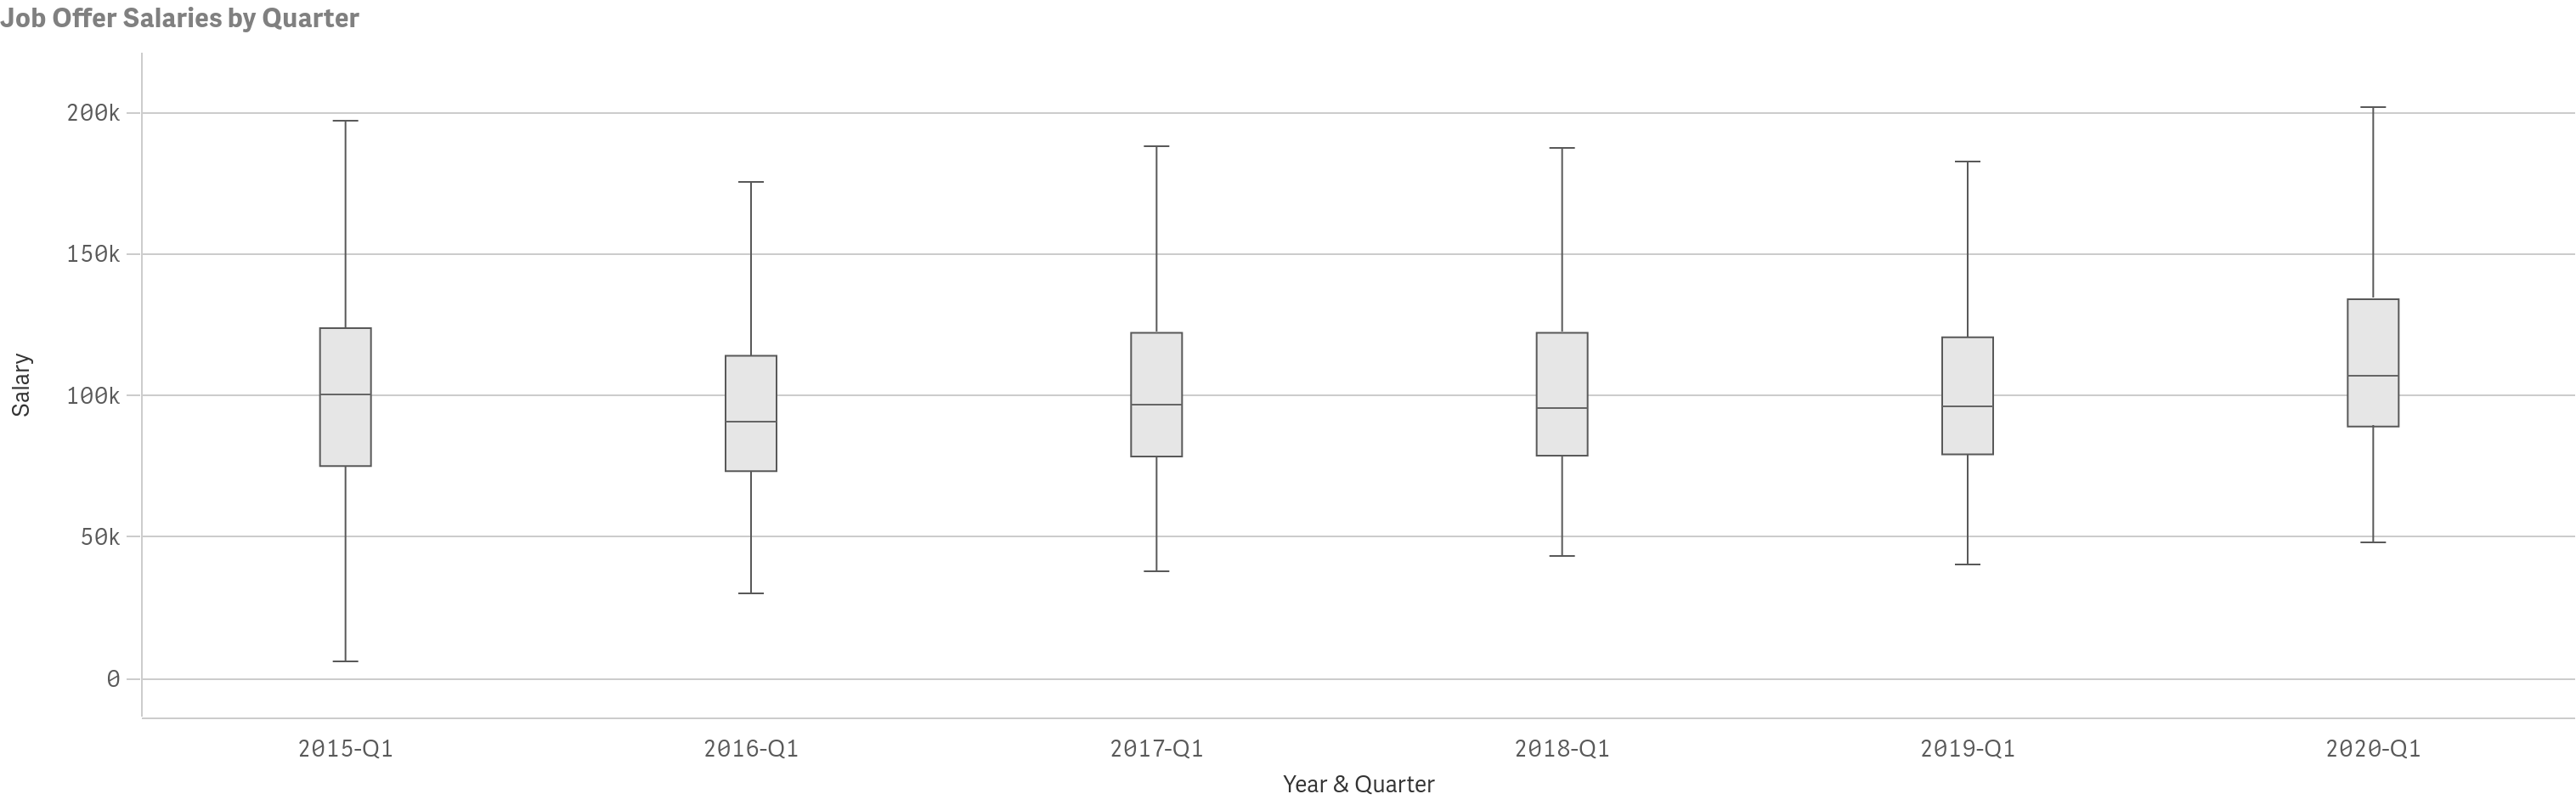 Job Offer Salaries by Quarter
200k
150k
100k
50k
0
Salary
2015-Q1 2016-Q1 2017-Q1 2018-Q1 2019-Q1 2020-Q1
Year & Quarter